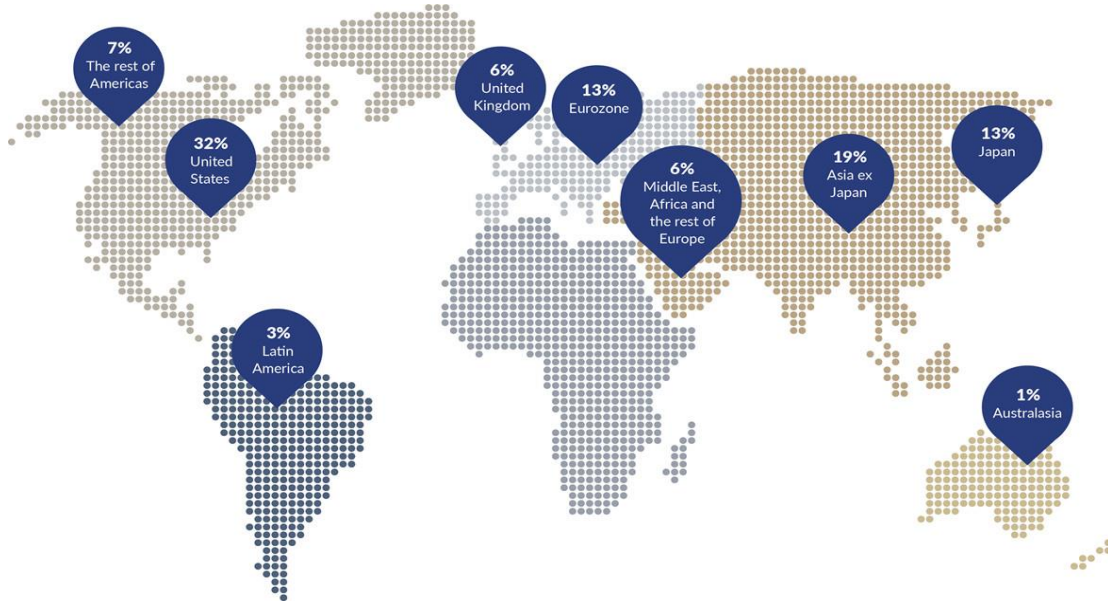 7%
The rest of
Americas
32%
United
States
3%
Latin
America
6%
United
Kingdom
13%
Eurozone
6%
Middle East,
Africa and
the rest of
Europe
19%
Asia ex
Japan
13%
Japan
1%
Australasia